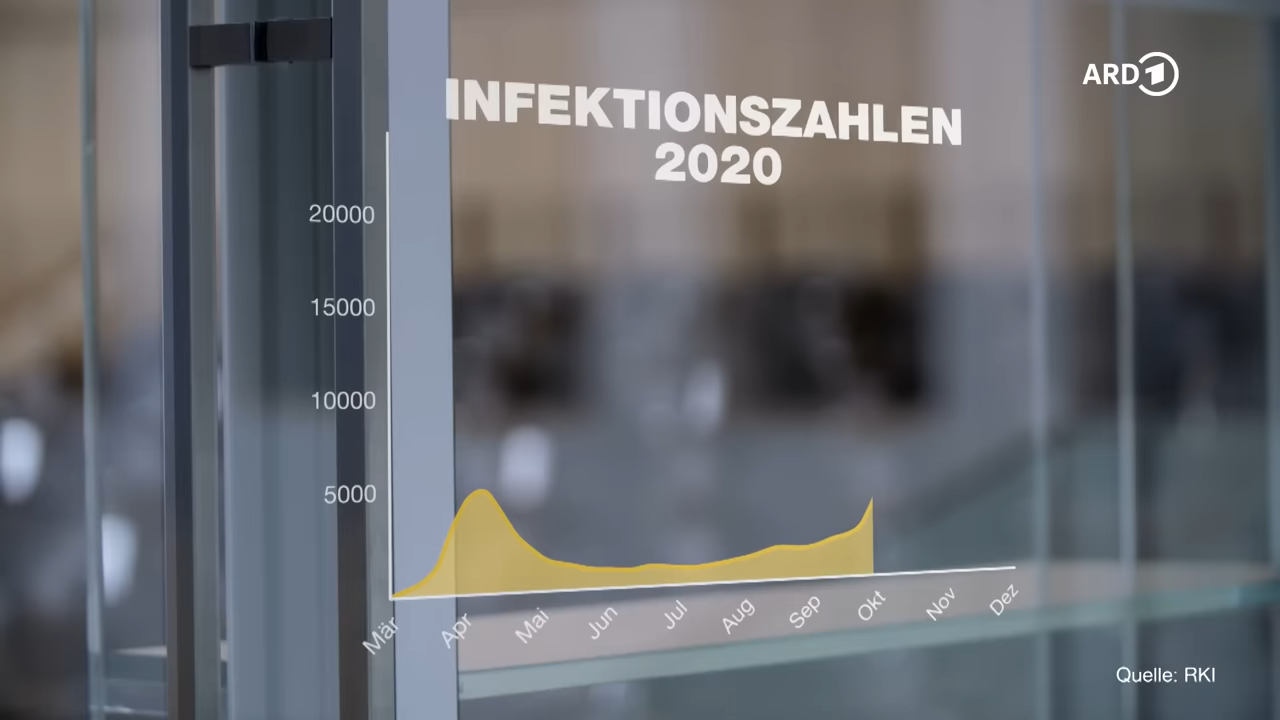 ARD 1
INFEKTIONSZAHLEN
2020
20000
15000
10000
5000
Mär Apr Mai Jun Jul Aug Sep Okt Nov Dez
Quelle: RKI